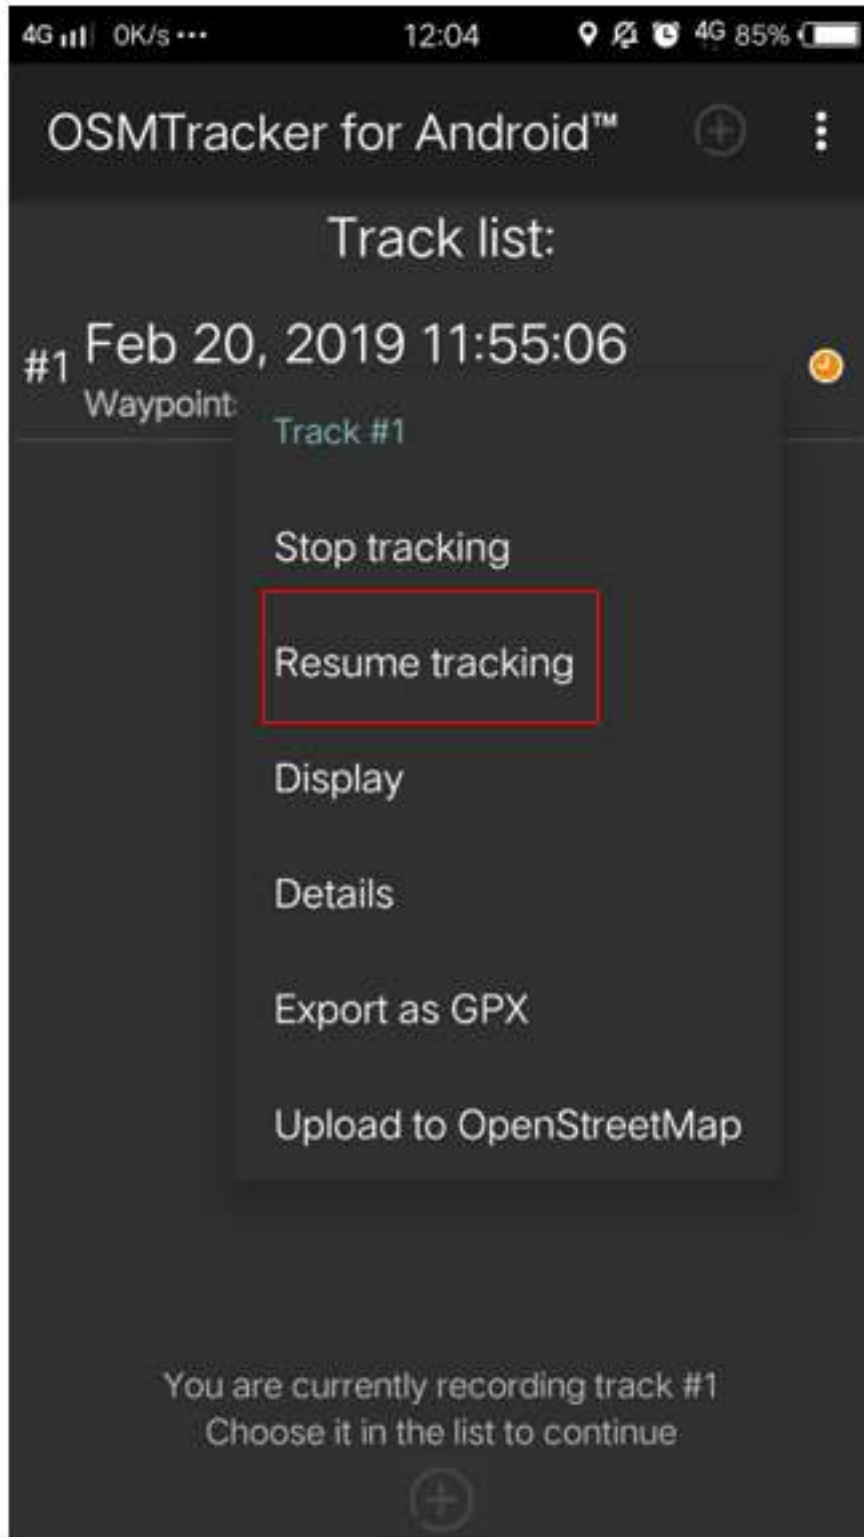 4G 0K/s ••• 12:04 4G 85%
OSMTracker for Android™
Track list:
#1 Feb 20, 2019 11:55:06
Waypoint
Track #1
Stop tracking
Resume tracking
Display
Details
Export as GPX
Upload to OpenStreetMap
You are currently recording track #1
Choose it in the list to continue